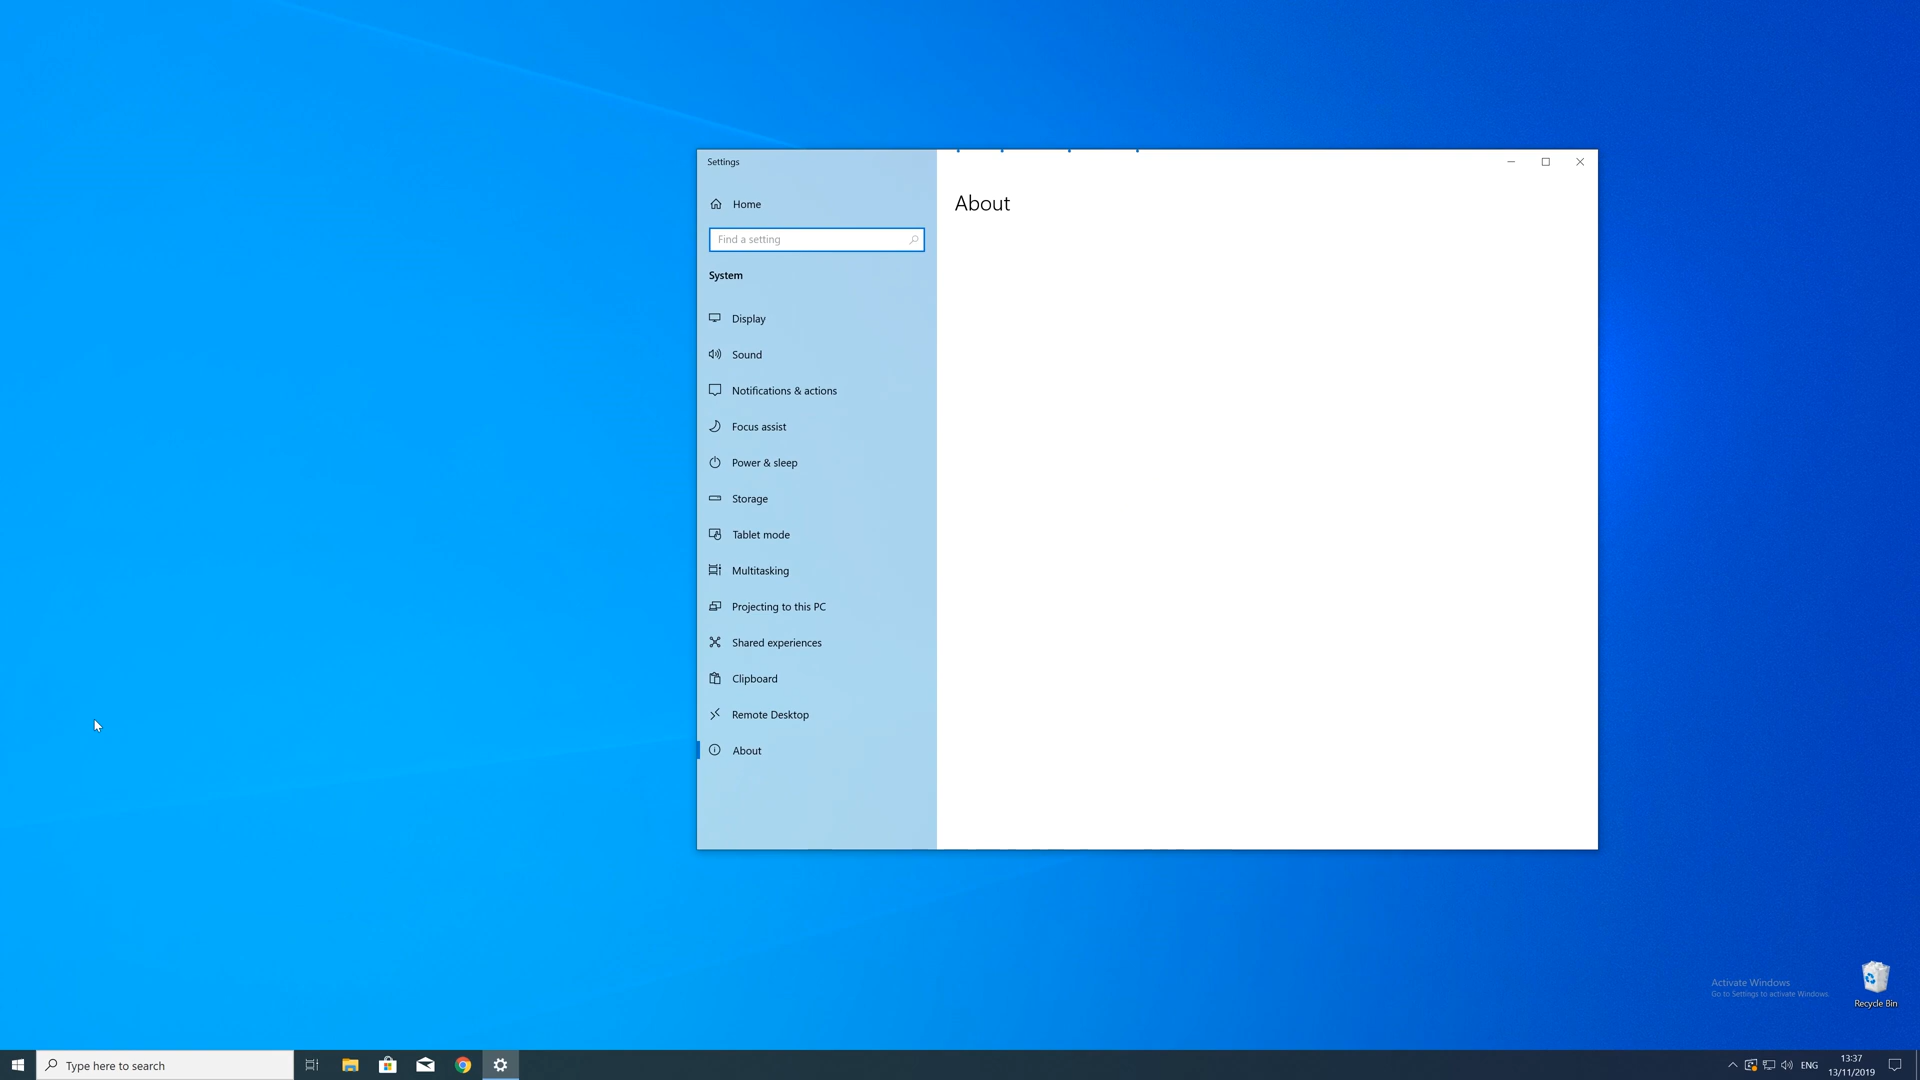 Settings
Home
Find a setting
System
Display
Sound
Notifications & actions
Focus assist
Power & sleep
Storage
Tablet mode
Multitasking
Projecting to this PC
Shared experiences
Clipboard
Remote Desktop
About
About
Activate Windows
Go to Settings to activate Windows.
Recycle Bin
Type here to search
ENG
13:37
13/11/2019